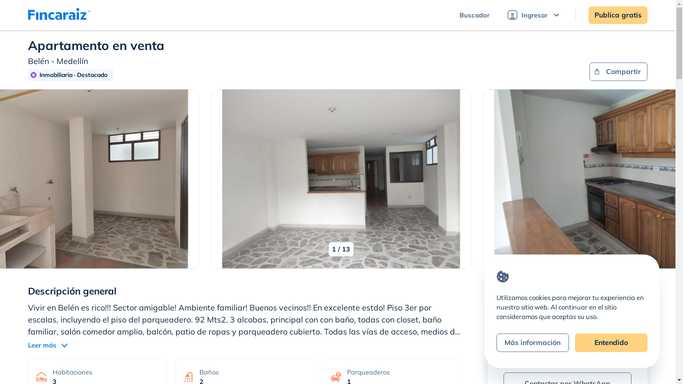 Fincaraiz
Buscador
Ingresar
Publica gratis
Apartamento en venta
Belén - Medellín
Inmobiliaria - Destacado
Compartir
1 / 13
Descripción general
Vivir en Belén es rico!!! Sector amigable! Ambiente familiar! Buenos vecinos!! En excelente estdo! Piso 3er por
escalas, incluyendo el piso del parqueadero. 92 Mts2. 3 alcobas, principal con con baño, todas con closet, baño
familiar, salón comedor amplio, balcón, patio de ropas y parqueadero cubierto. Todas las vías de acceso, medios d...
Leer más
Habitaciones
3
Baños
2
Parqueaderos
1
Utilizamos cookies para mejorar tu experiencia en
nuestro sitio web. Al continuar en el sitio
consideramos que aceptas su uso.
Más información
Entendido
Contactar por WhatsApp